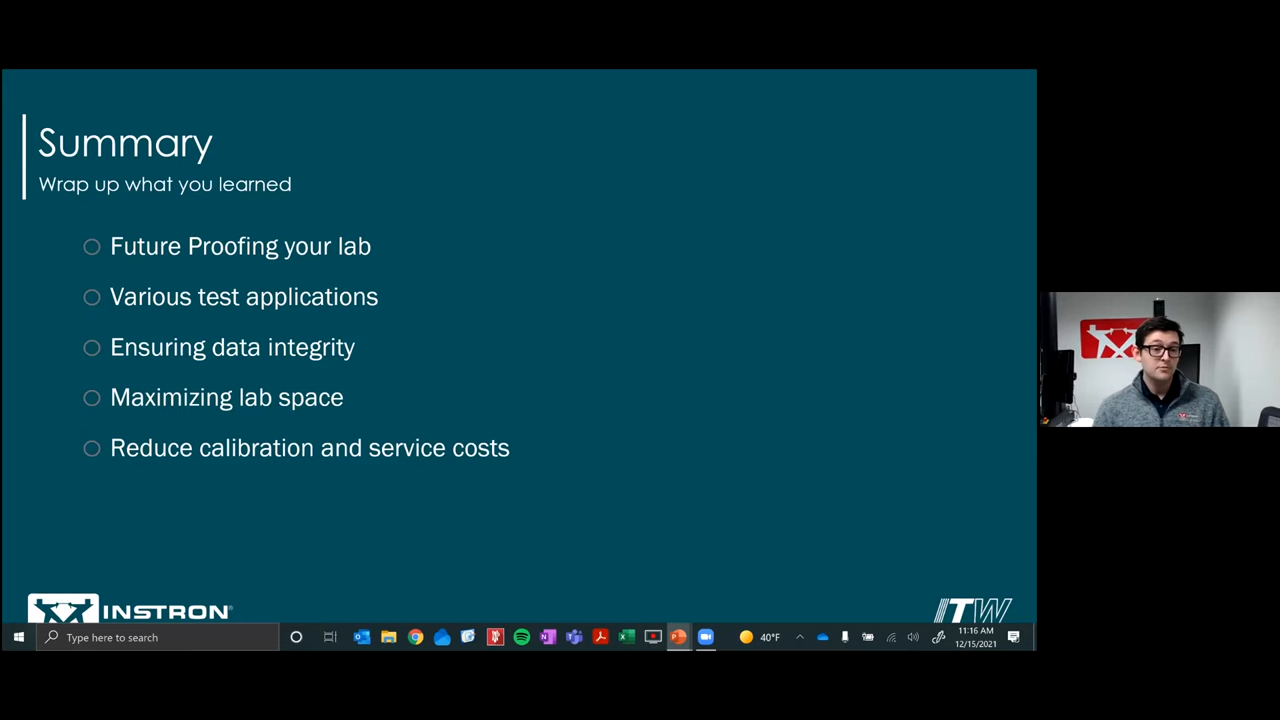 Summary
Wrap up what you learned
Future Proofing your lab
Various test applications
Ensuring data integrity
Maximizing lab space
Reduce calibration and service costs
INSTRON®
ITW
Type here to search
40°F
11:16 AM
12/15/2021